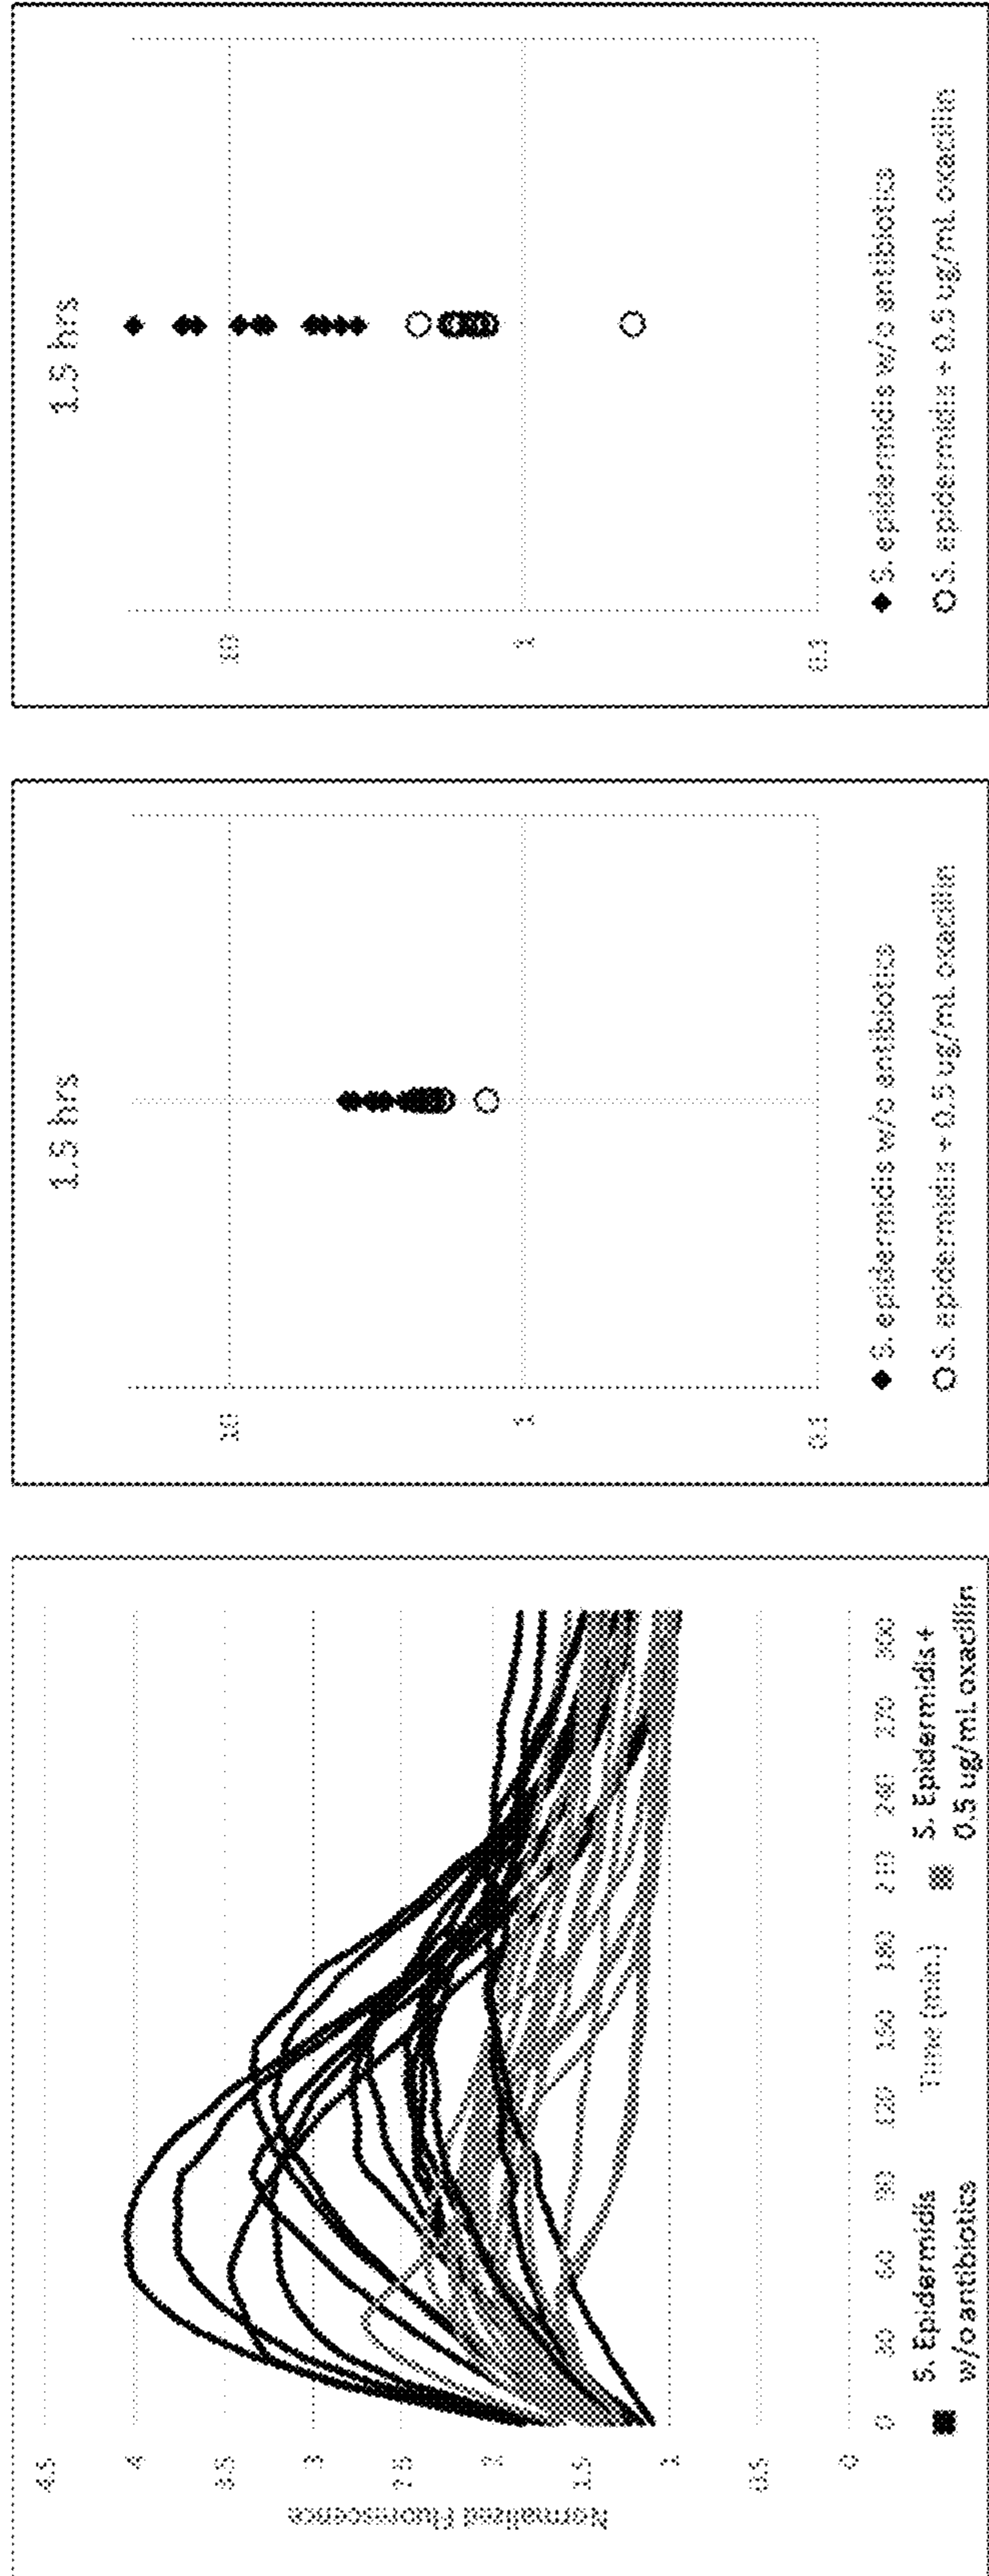 Normalized Fluorescence
4.5
4
3.5
3
2.5
2
1.5
1
0.5
0
0 30 60 90 120 150 180 210 240 270 300
Time (min.)
S. Epidermidis
w/o antibiotics
S. Epidermidis +
0.5 ug/mL oxacillin
1.5 hrs
10
1
0.1
S. epidermidis w/o antibiotics
S. epidermidis + 0.5 ug/mL oxacillin
1.5 hrs
10
1
0.1
S. epidermidis w/o antibiotics
S. epidermidis + 0.5 ug/mL oxacillin